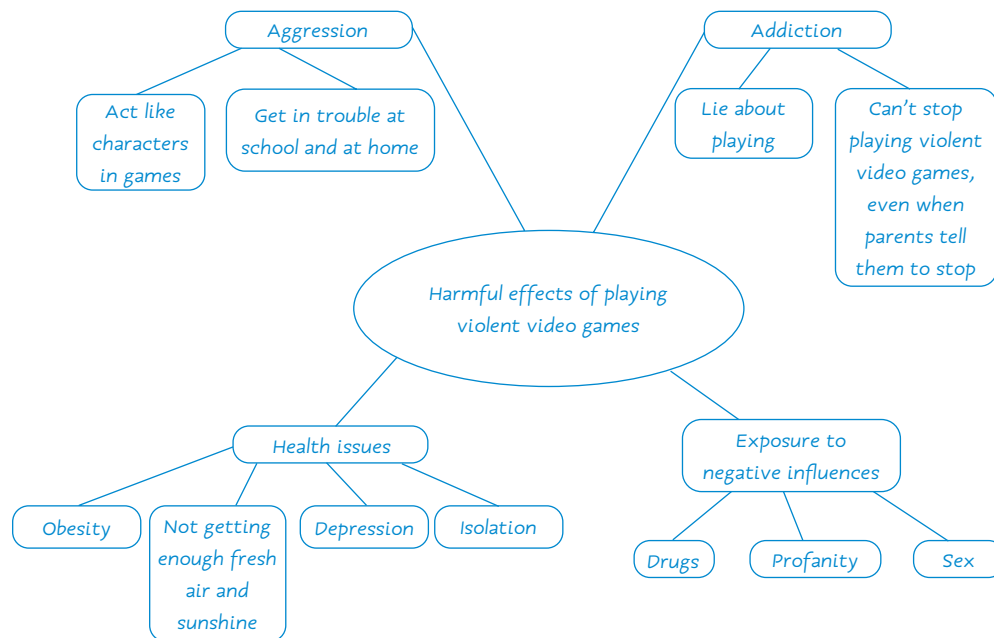 Aggression
Act like
characters
in games
Get in trouble at
school and at home
Addiction
Lie about
playing
Can't stop
playing violent
video games,
even when
parents tell
them to stop
Harmful effects of playing
violent video games
Health issues
Obesity
Not getting
enough fresh
air and
sunshine
Depression
Isolation
Exposure to
negative influences
Drugs
Profanity
Sex